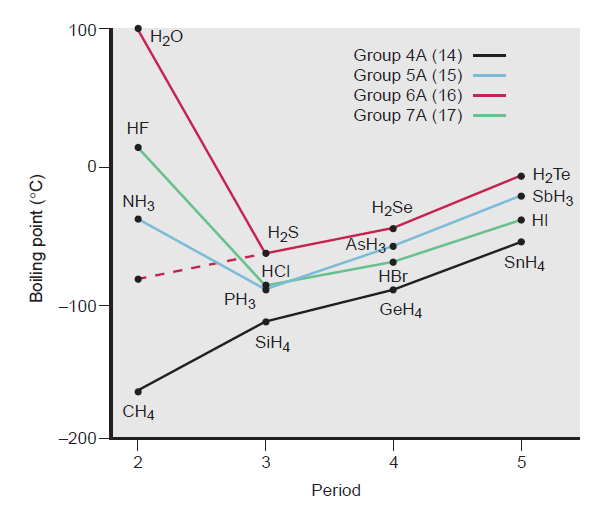 100
H2O
Group 4A (14)
Group 5A (15)
Group 6A (16)
Group 7A (17)
HF
0
H2Te
NH3
SbH3
H2Se
HI
H2S
AsH3
Boiling point (°C)
SnH4
HCl
HBr
PH3
–100
GeH4
SiH4
CH4
–200
2 3 4 5
Period